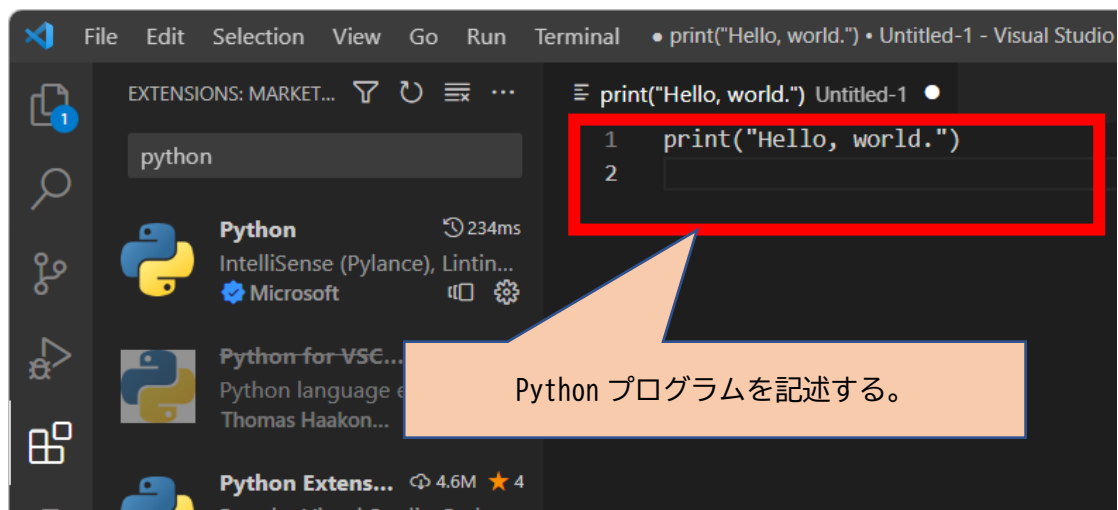 File Edit Selection View Go Run Terminal ● print("Hello, world.") • Untitled-1 - Visual Studio
EXTENSIONS: MARKET...
print("Hello, world.") Untitled-1 ●
1
python
1 print("Hello, world.")
2
Python 234ms
IntelliSense (Pylance), Lintin...
Microsoft
Python for VSC...
Python language e
Thomas Haakon...
Python プログラムを記述する。
Python Extens... 4.6M ★ 4